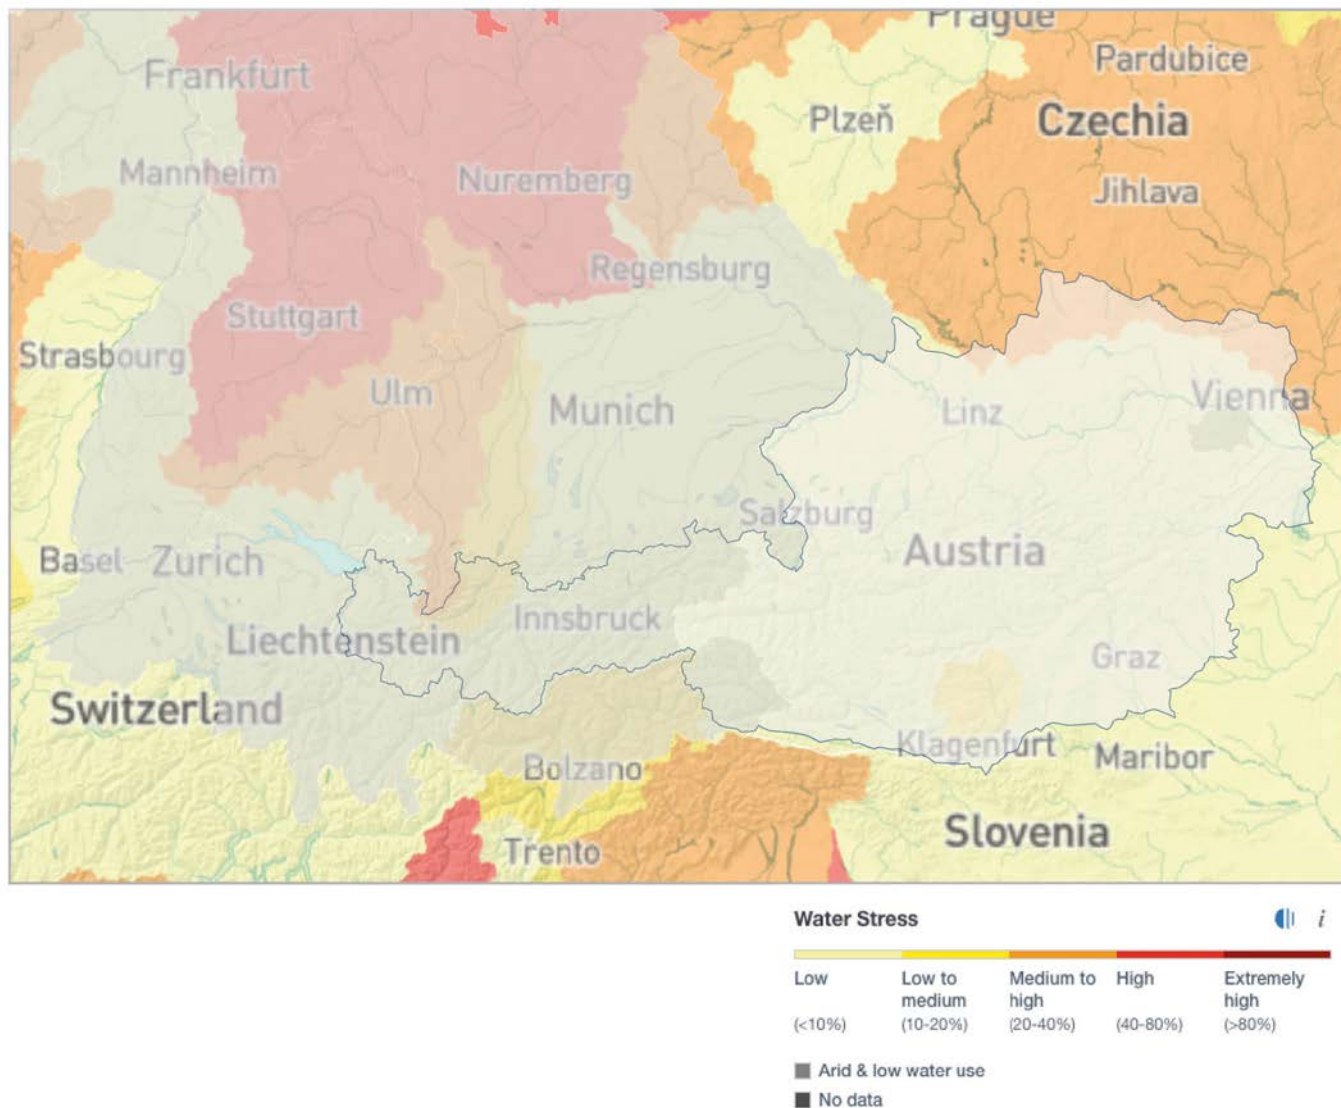 Prague
Pardubice
Frankfurt
Plzeň
Czechia
Mannheim
Nuremberg
Jihlava
Regensburg
Stuttgart
Strasbourg
Ulm
Munich
Linz
Vienna
Salzburg
Basel
Zurich
Austria
Innsbruck
Liechtenstein
Graz
Switzerland
Klagenfurt
Maribor
Bolzano
Slovenia
Trento
Water Stress
i
Low
(<10%)
Low to
medium
(10-20%)
Medium to
high
(20-40%)
High
(40-80%)
Extremely
high
(>80%)
Arid & low water use
No data